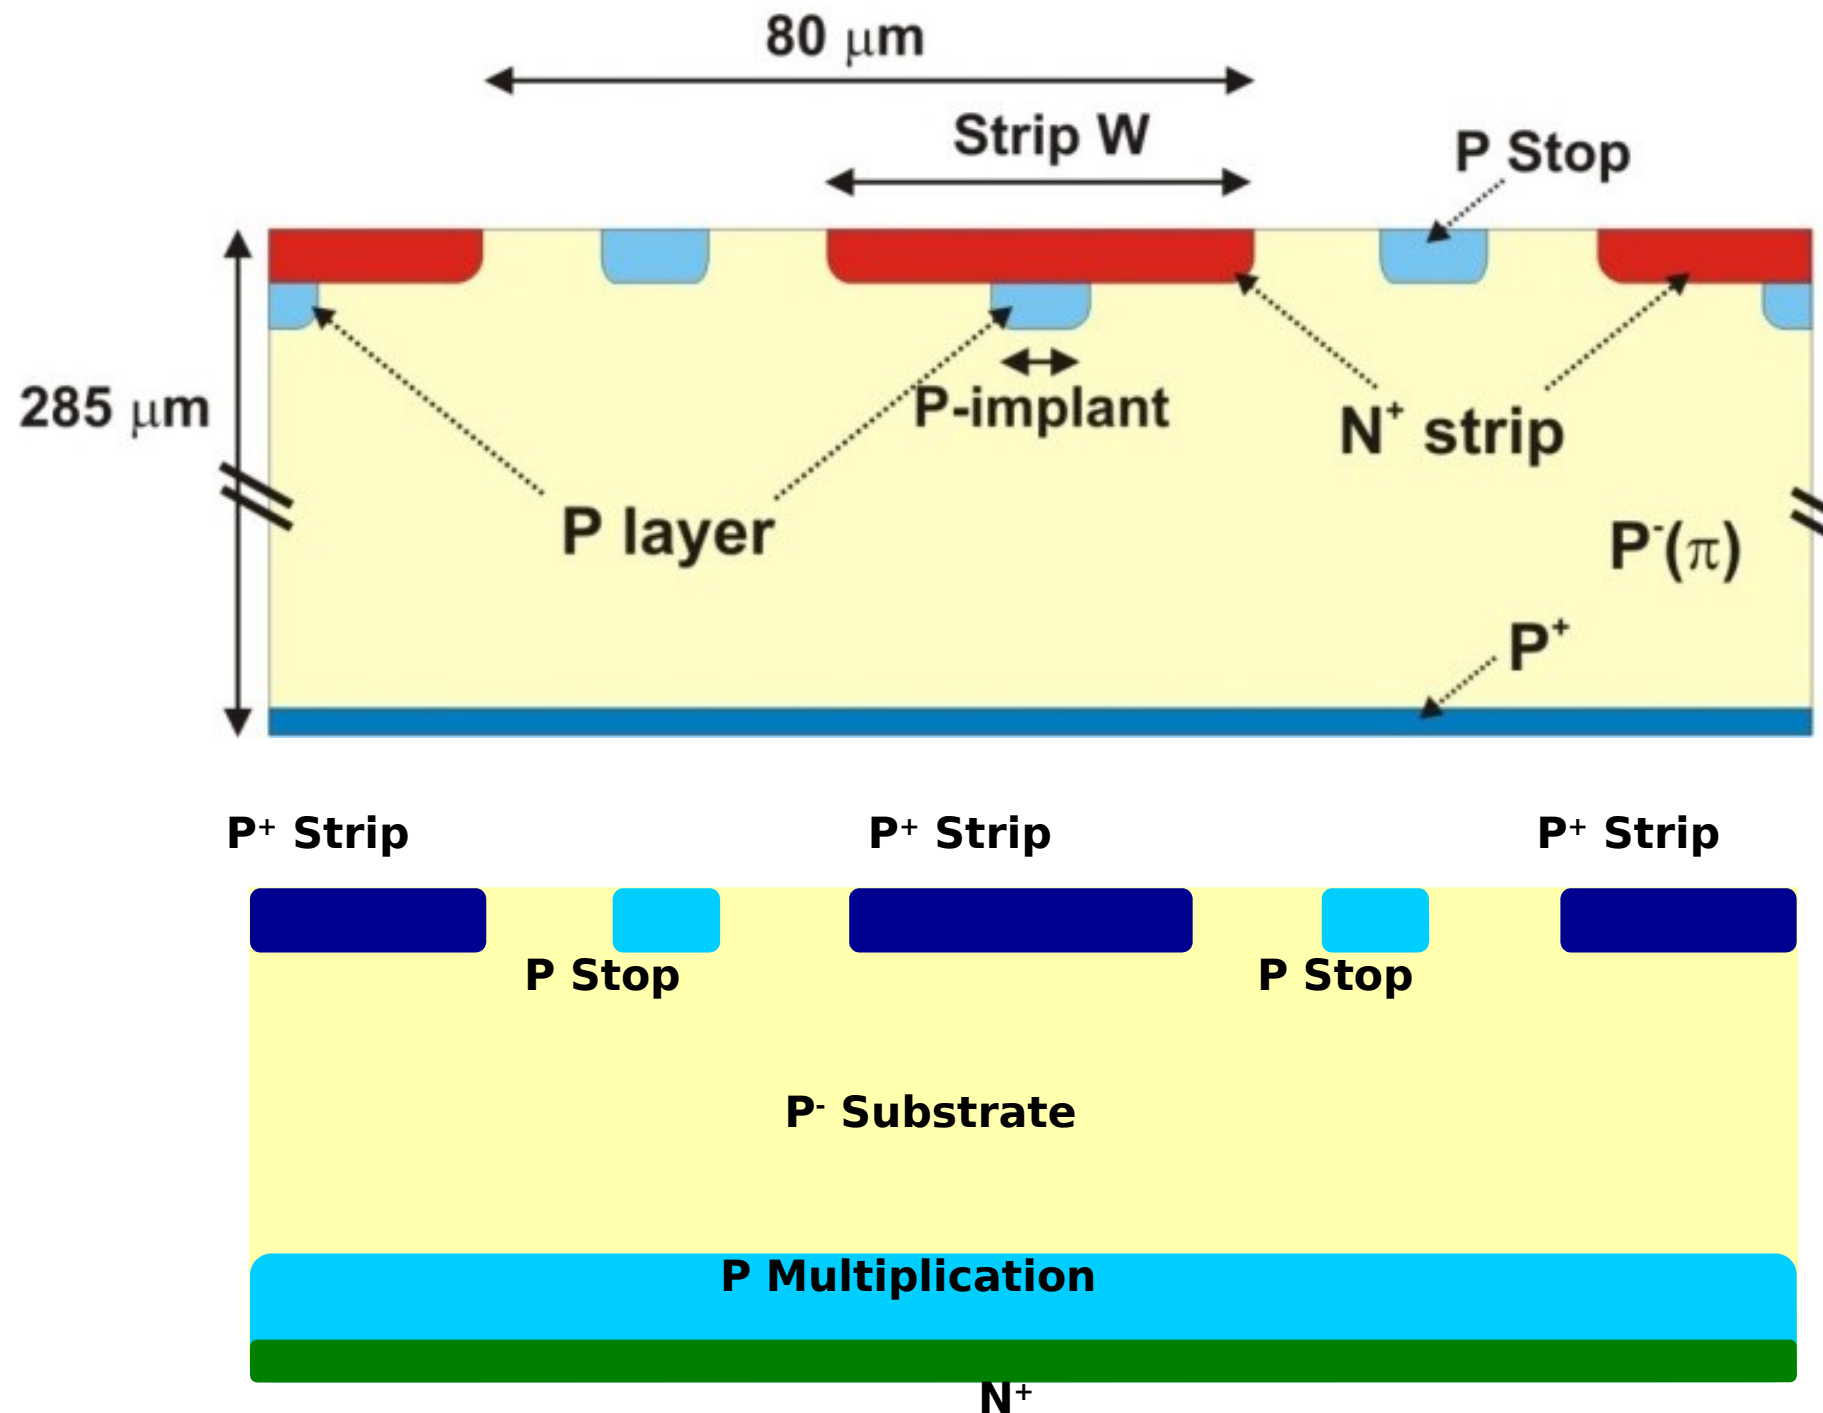 80 μm
Strip W
P Stop
285 μm
P-implant
N⁺ strip
P layer
P⁻(π)
P⁺
P⁺ Strip P⁺ Strip P⁺ Strip
P Stop P Stop
P⁻ Substrate
P Multiplication
N⁺